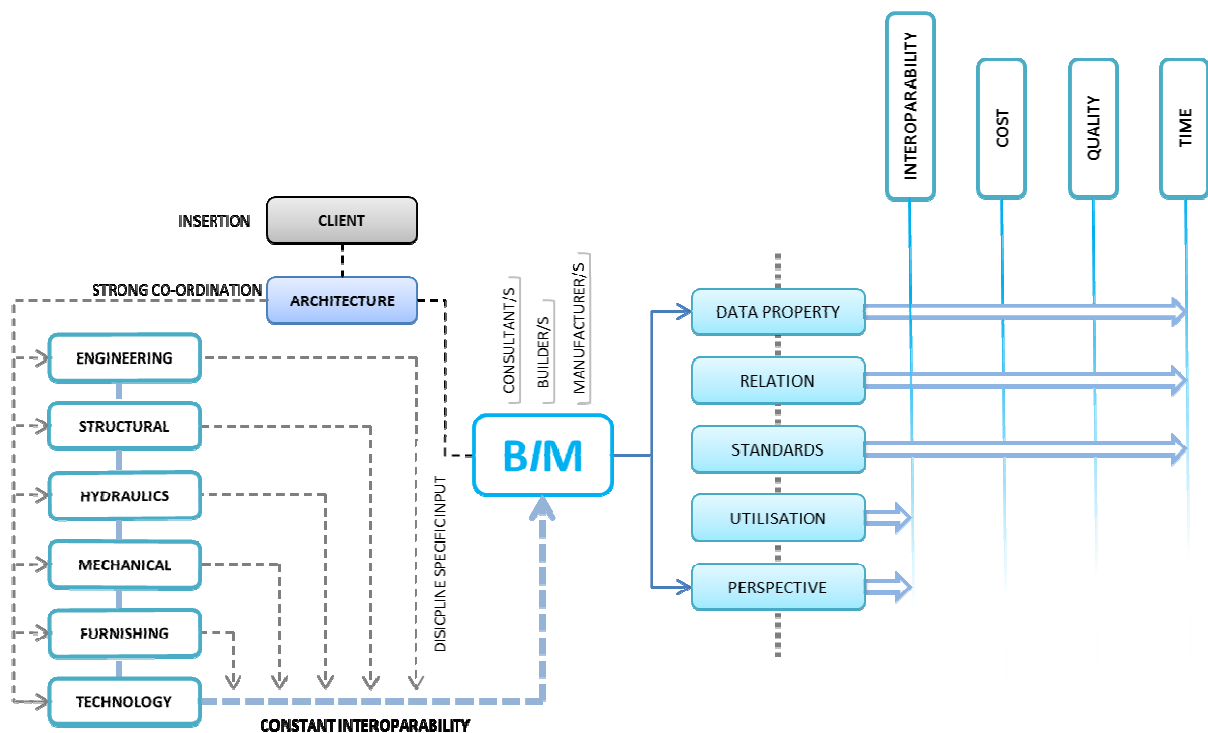 INTEROPARABILITY
COST
QUALITY
TIME
INSERTION
CLIENT
STRONG CO-ORDINATION
ARCHITECTURE
CONSULTANT/S
BUILDER/S
MANUFACTURER/S
DATA PROPERTY
ENGINEERING
RELATION
STRUCTURAL
B/M
STANDARDS
HYDRAULICS
UTILISATION
MECHANICAL
DISICPLINE SPECIFIC INPUT
PERSPECTIVE
FURNISHING
TECHNOLOGY
CONSTANT INTEROPARABILITY